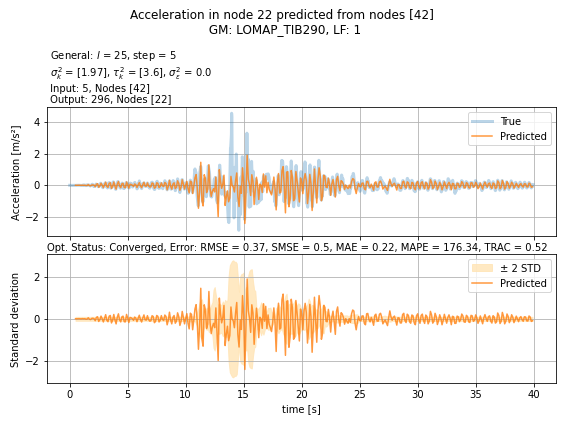 Acceleration in node 22 predicted from nodes [42]
GM: LOMAP_TIB290, LF: 1
General: l = 25, step = 5
σ²ₖ = [1.97], τ²ₖ = [3.6], σ²ε = 0.0
Input: 5, Nodes [42]
Output: 296, Nodes [22]
Acceleration [m/s²]
4
2
0
−2
True
Predicted
Opt. Status: Converged, Error: RMSE = 0.37, SMSE = 0.5, MAE = 0.22, MAPE = 176.34, TRAC = 0.52
Standard deviation
2
0
−2
± 2 STD
Predicted
0 5 10 15 20 25 30 35 40
time [s]